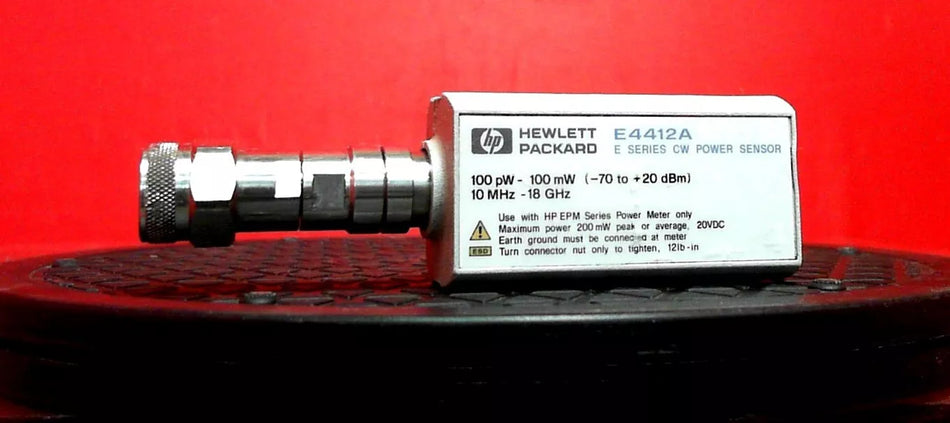 hp HEWLETT PACKARD
E4412A
E SERIES CW POWER SENSOR
100 pW - 100 mW (-70 to +20 dBm)
10 MHz - 18 GHz
Use with HP EPM Series Power Meter only
Maximum power 200 mW peak or average, 20VDC
Earth ground must be connected at meter
ESD Turn connector nut only to tighten, 12lb-in